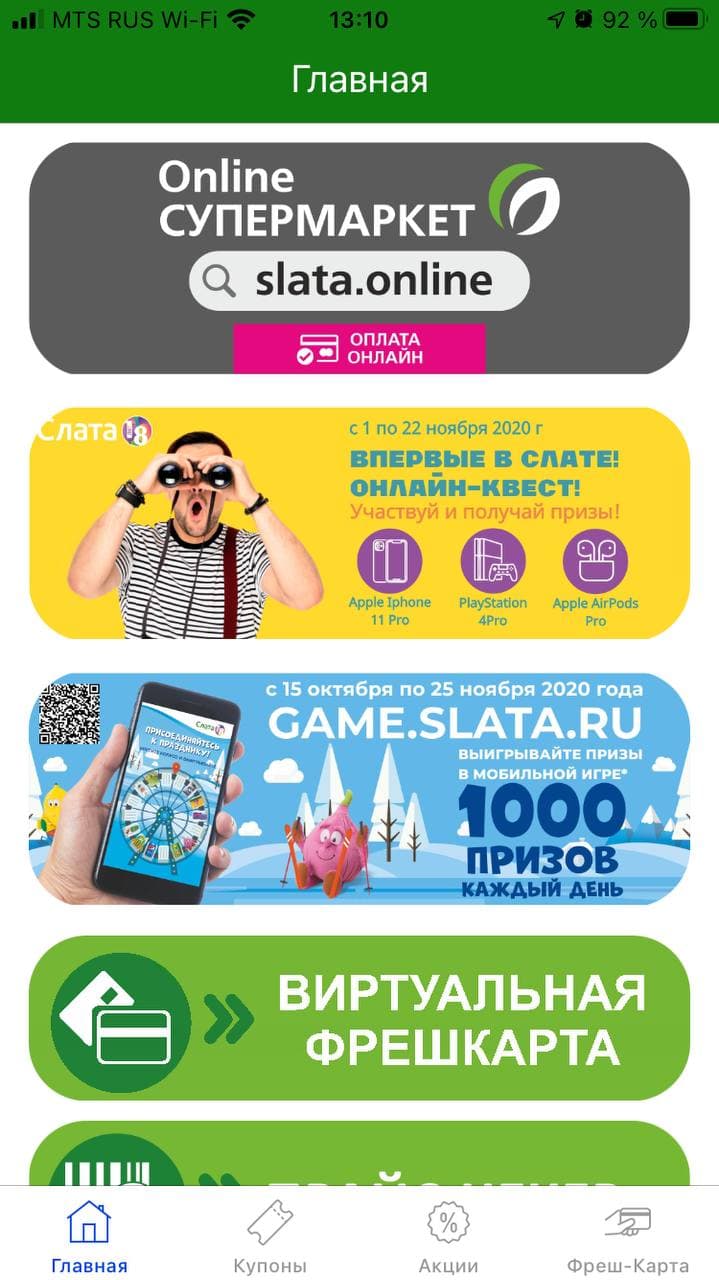 MTS RUS Wi-Fi 13:10 92 %
Главная
Online
СУПЕРМАРКЕТ
slata.online
ОПЛАТА
ОНЛАЙН
Слата 18
с 1 по 22 ноября 2020 г
ВПЕРВЫЕ В СЛАТЕ!
ОНЛАЙН-КВЕСТ!
Участвуй и получай призы!
Apple Iphone
11 Pro
PlayStation
4Pro
Apple AirPods
Pro
с 15 октября по 25 ноября 2020 года
GAME.SLATA.RU
ВЫИГРЫВАЙТЕ ПРИЗЫ
В МОБИЛЬНОЙ ИГРЕ*
1000
ПРИЗОВ
КАЖДЫЙ ДЕНЬ
Слата
ПРИСОЕДИНЯЙТЕСЬ
К ПРАЗДНИКУ!
ВИРТУАЛЬНАЯ
ФРЕШКАРТА
Главная
Купоны
Акции
Фреш-Карта